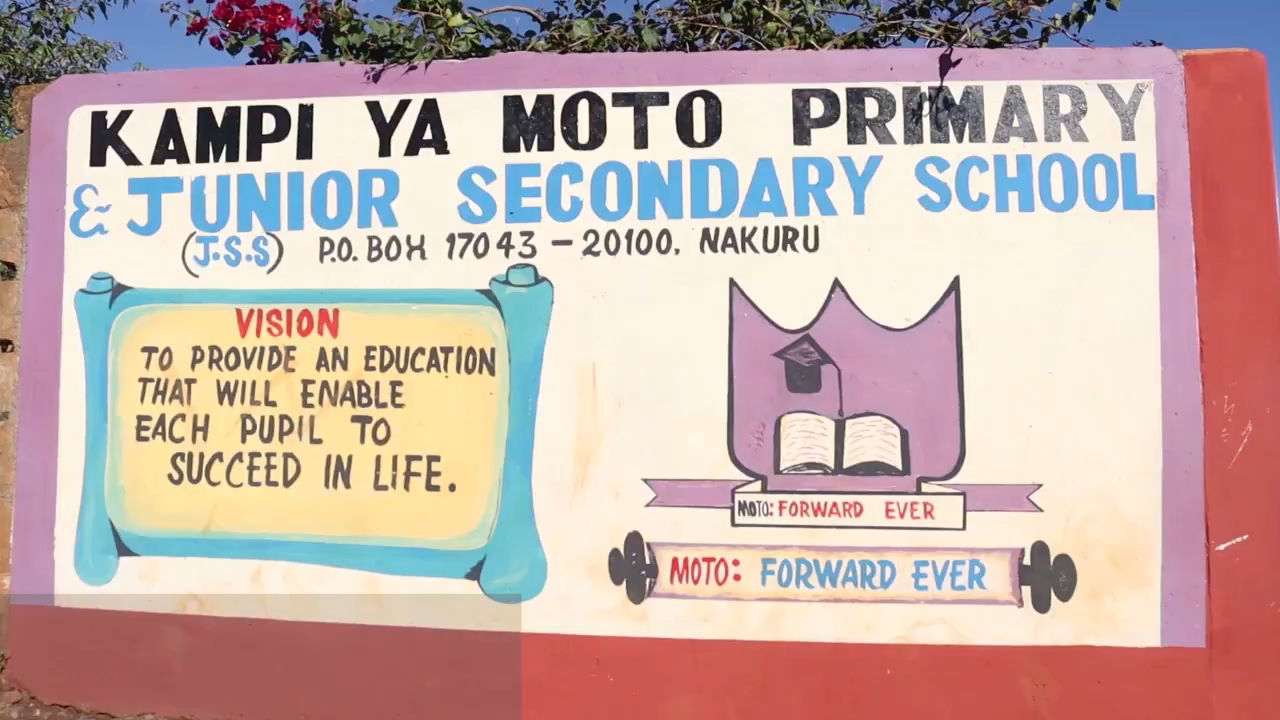 KAMPI YA MOTO PRIMARY
& JUNIOR SECONDARY SCHOOL
(J.S.S) P.O. BOX 17043 - 20100, NAKURU
VISION
TO PROVIDE AN EDUCATION
THAT WILL ENABLE
EACH PUPIL TO
SUCCEED IN LIFE.
MOTO: FORWARD EVER
MOTO: FORWARD EVER